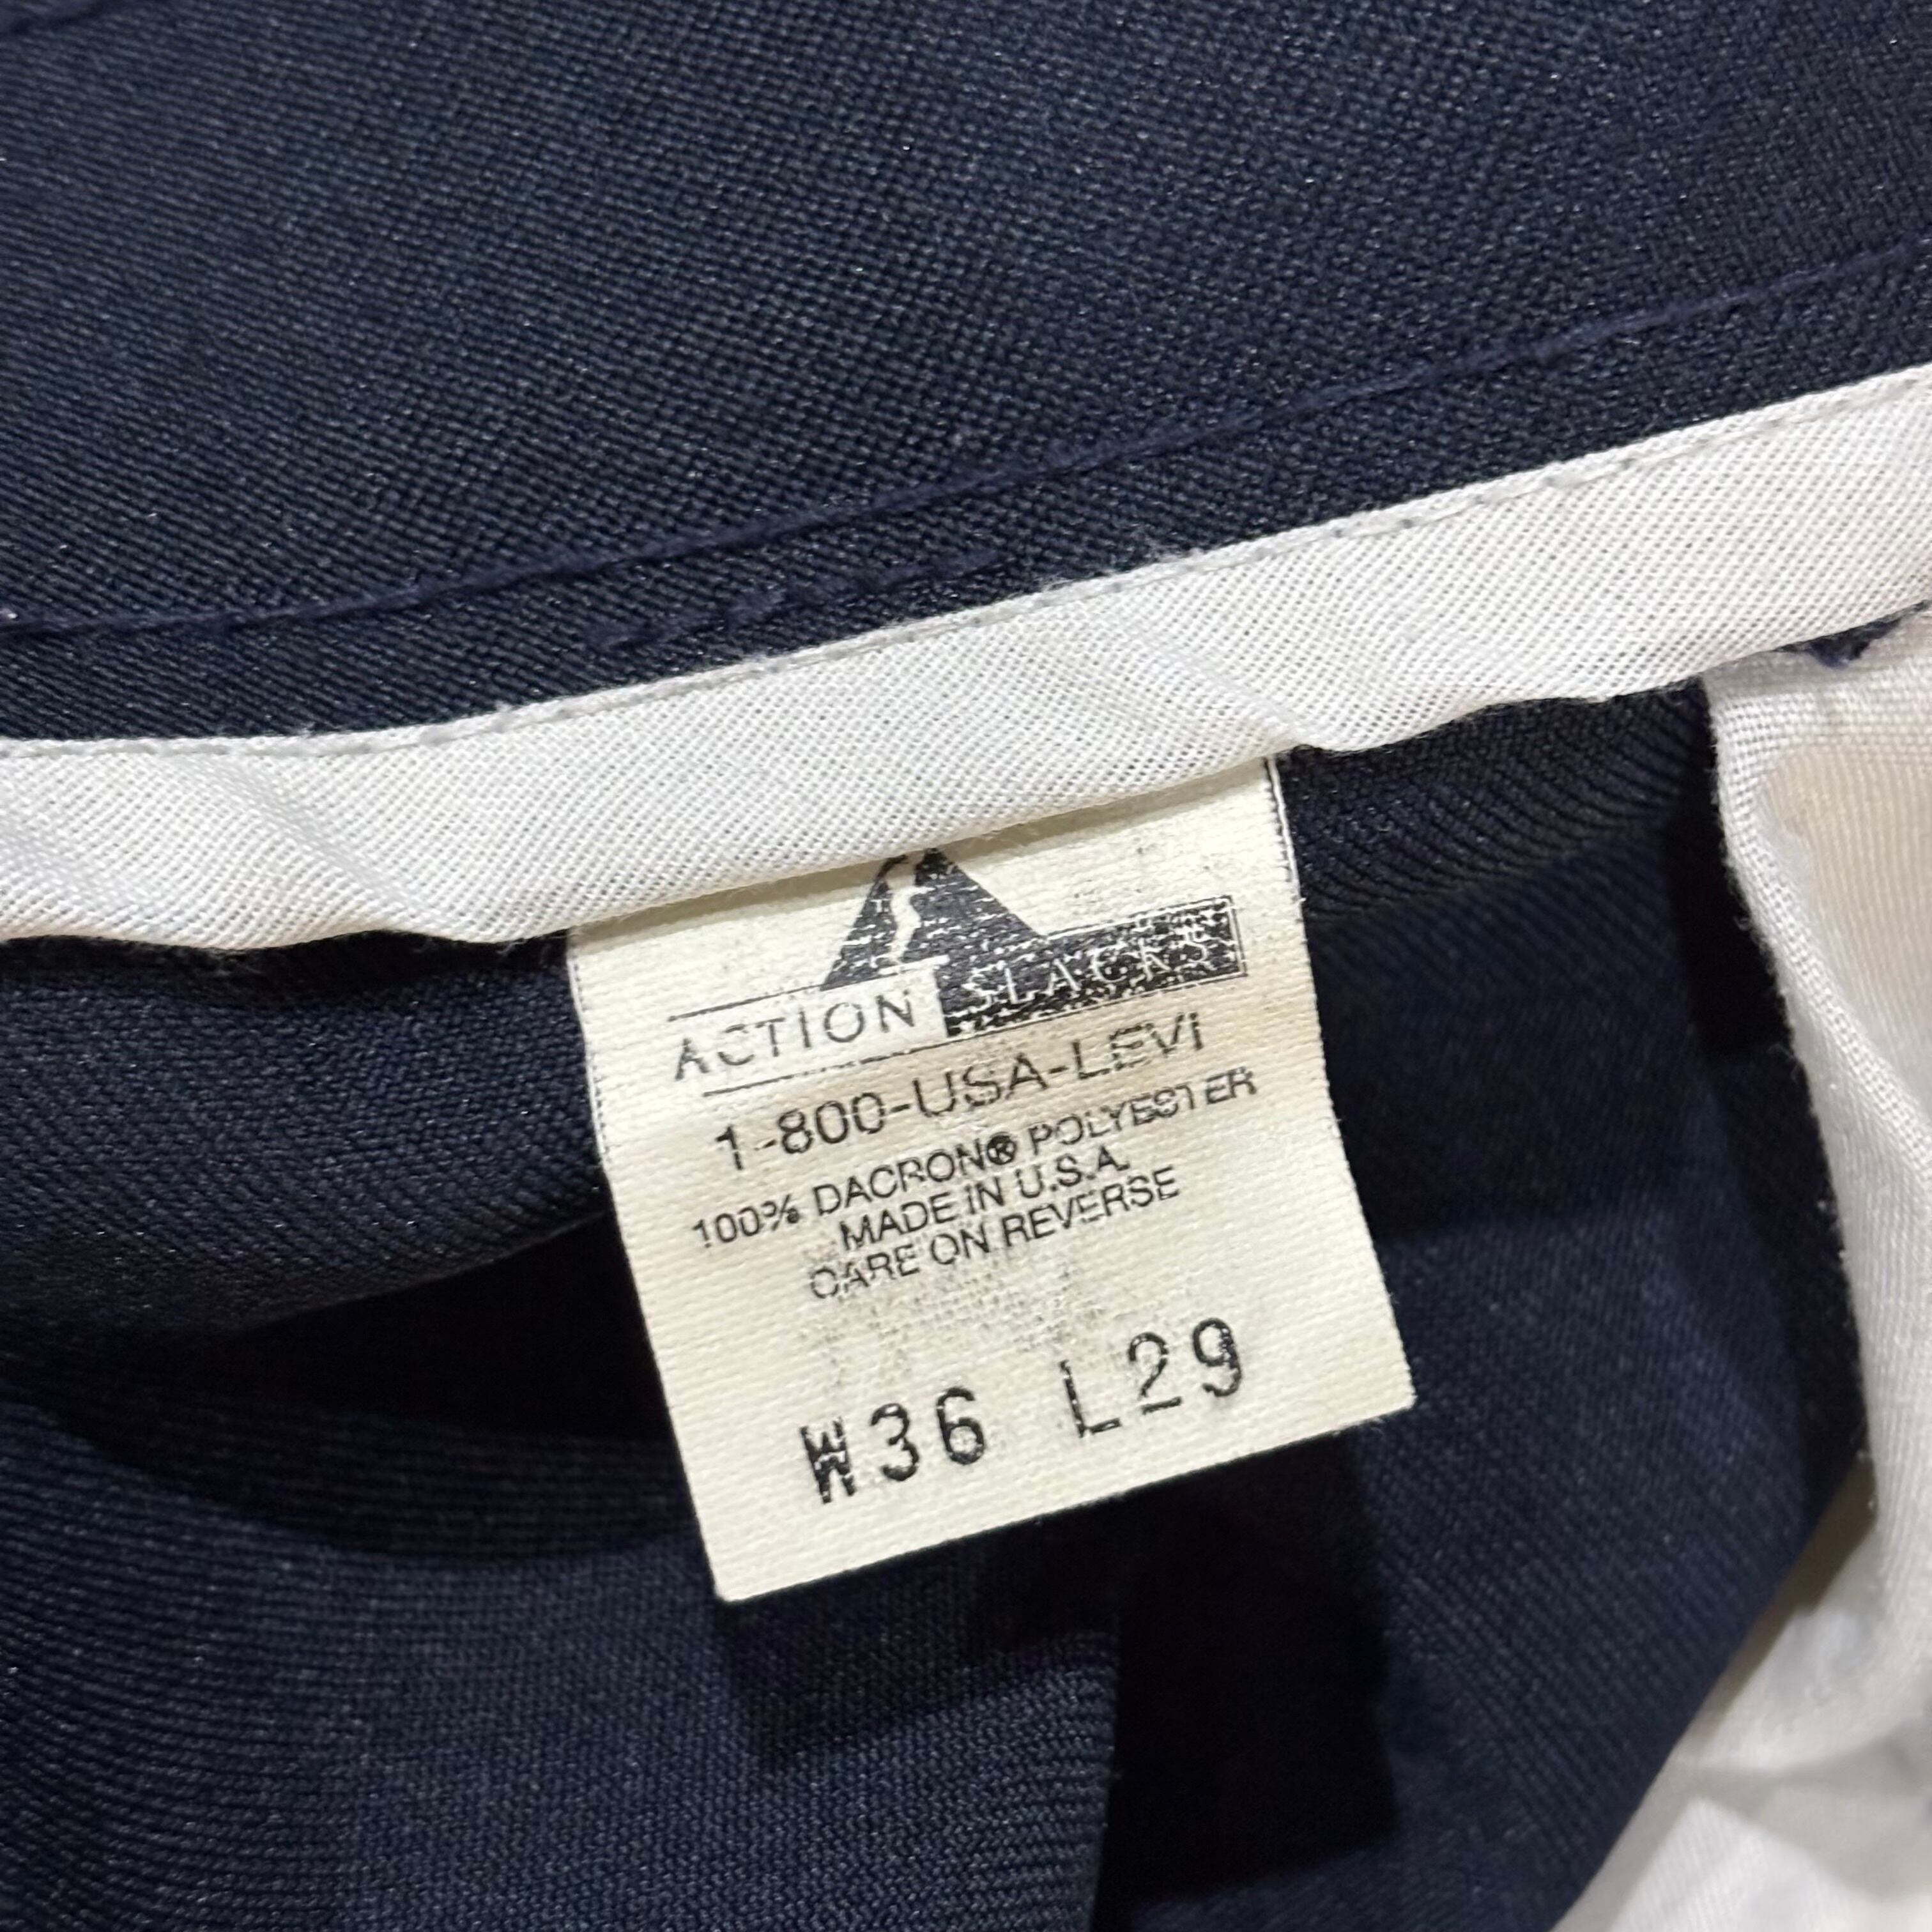 ACTION SLACKS
1-800-USA-LEVI
100% DACRON® POLYESTER
MADE IN U.S.A.
CARE ON REVERSE
W36 L29